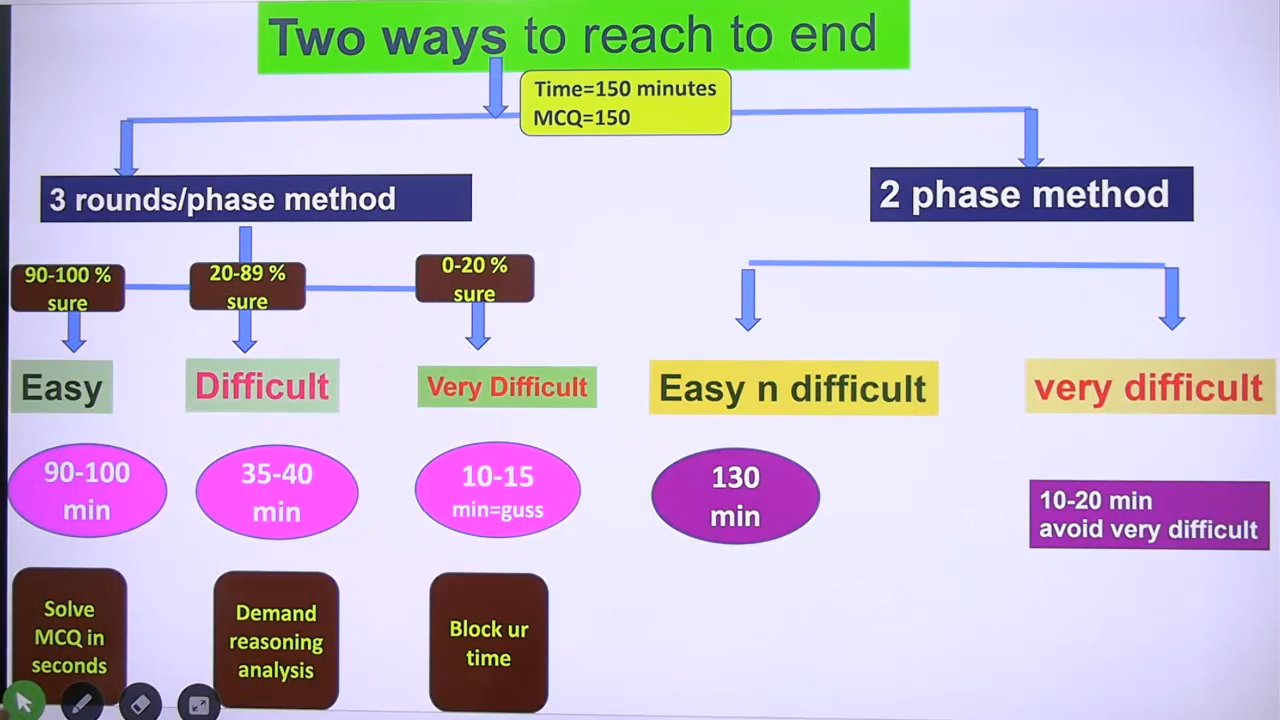 Two ways to reach to end
Time=150 minutes
MCQ=150
3 rounds/phase method
2 phase method
90-100 %
sure
20-89 %
sure
0-20 %
sure
Easy
Difficult
Very Difficult
Easy n difficult
very difficult
90-100
min
35-40
min
10-15
min=guss
130
min
10-20 min
avoid very difficult
Solve
MCQ in
seconds
Demand
reasoning
analysis
Block ur
time